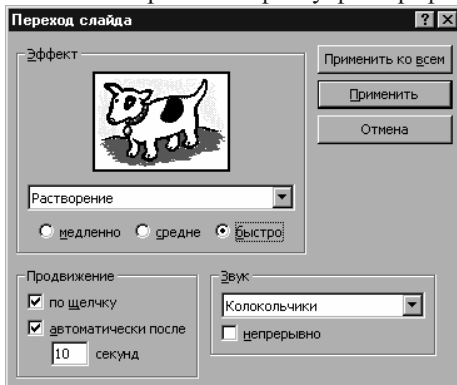 Переход слайда
Эффект
Применить ко всем
Применить
Отмена
Растворение
медленно средне быстро
Продвижение
по щелчку
автоматически после
10 секунд
Звук
Колокольчики
непрерывно